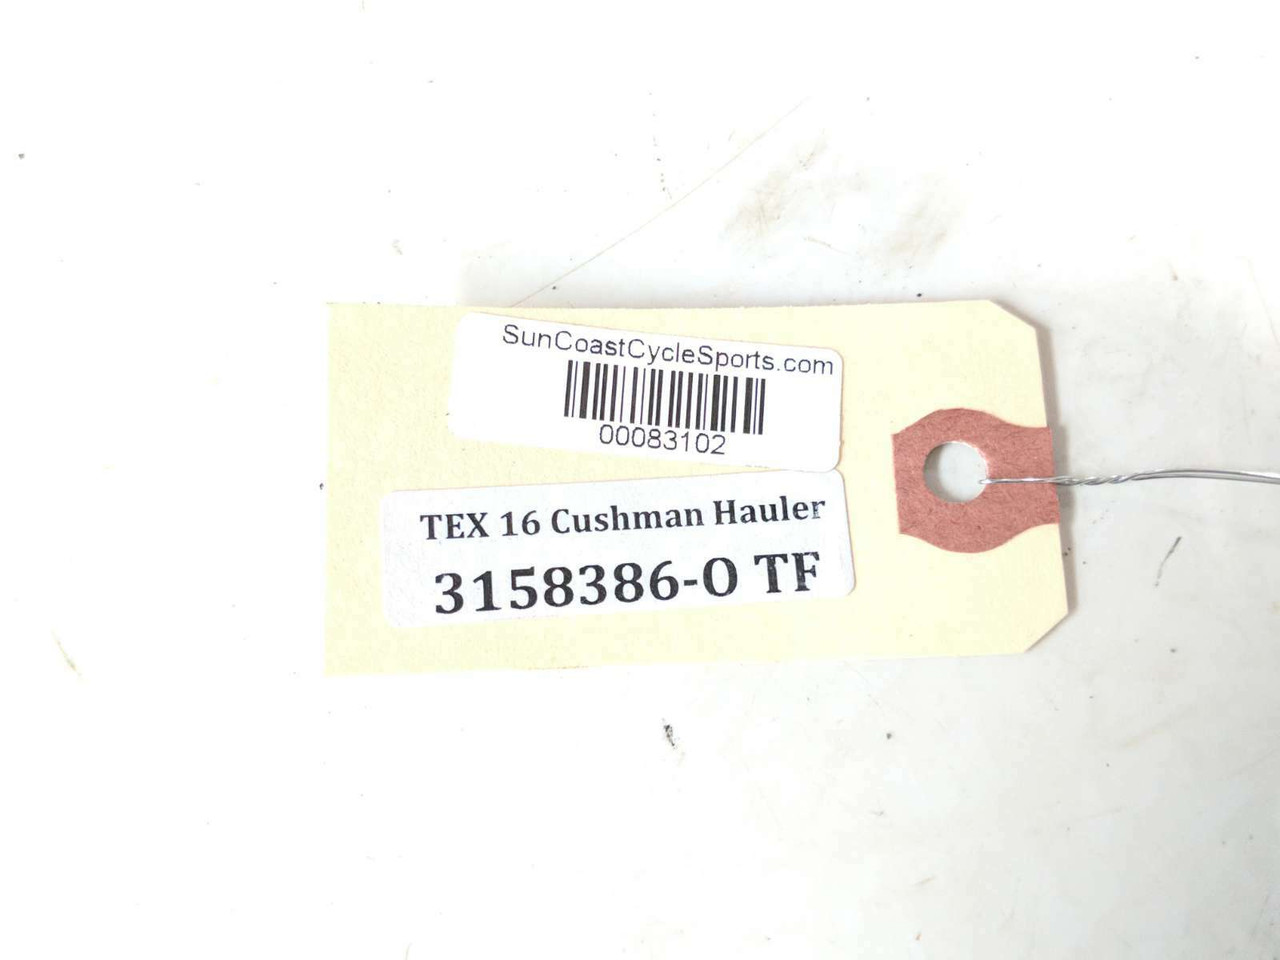 SunCoastCycleSports.com
00083102
TEX 16 Cushman Hauler
3158386-O TF